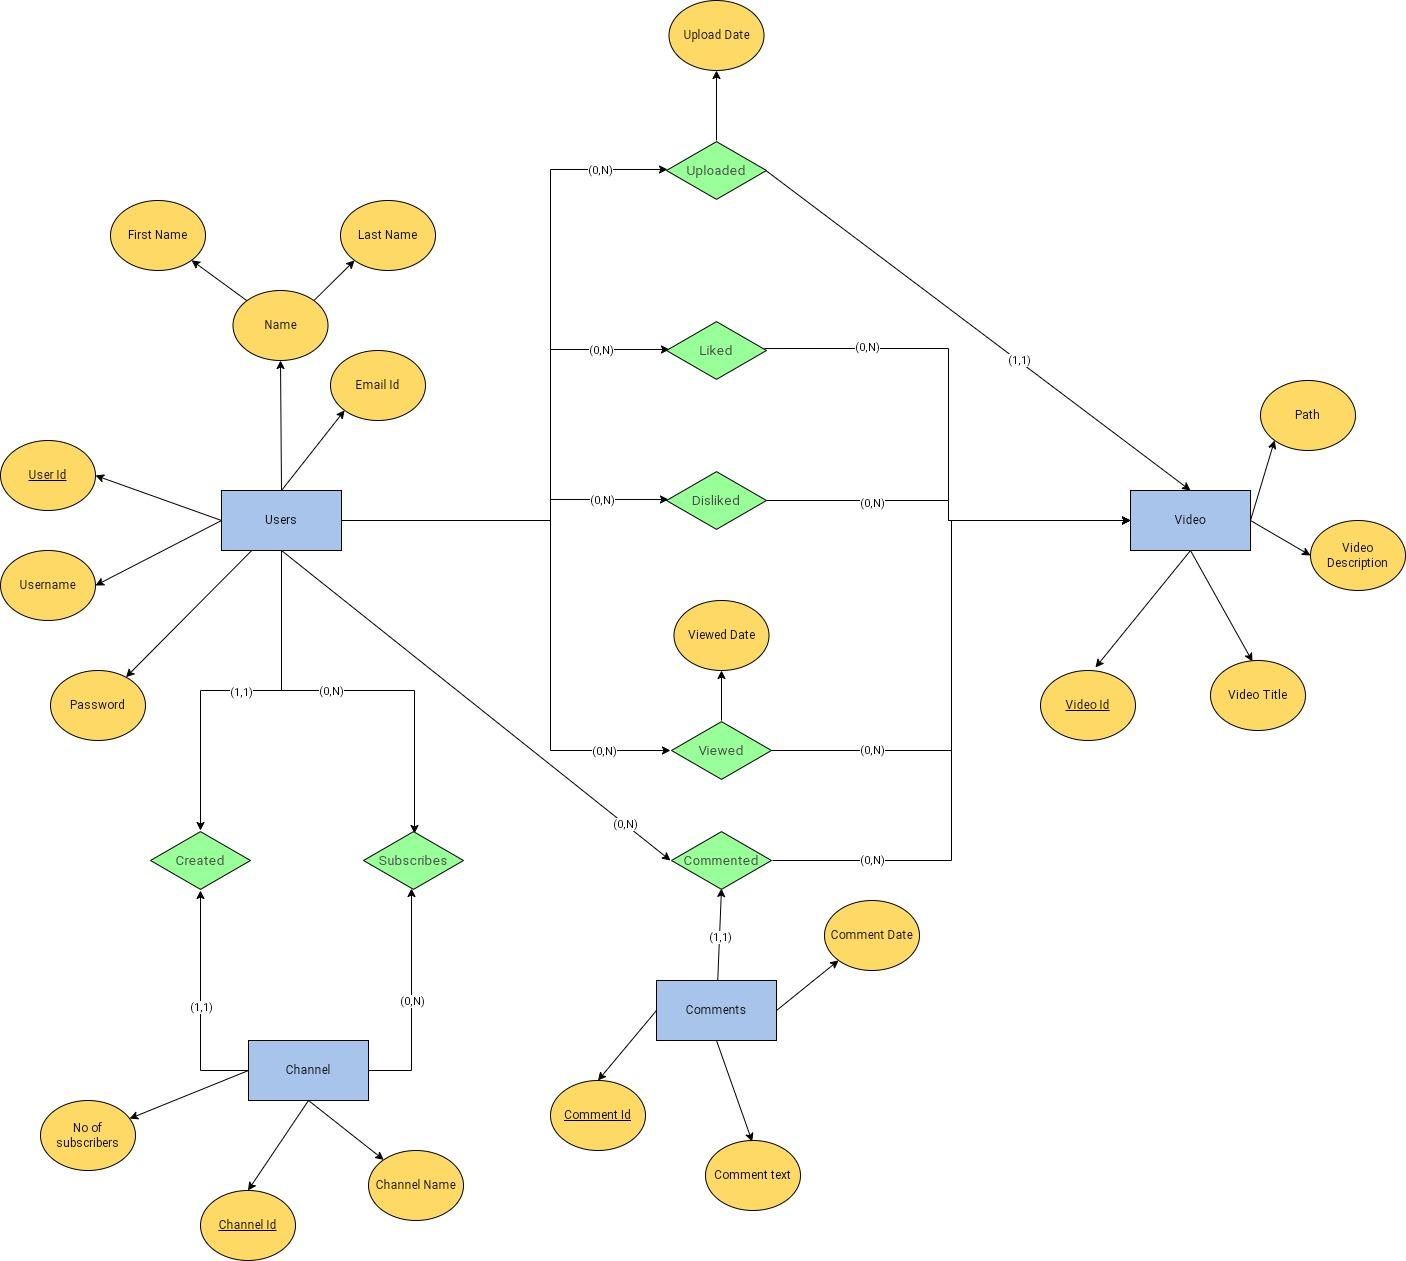 Upload Date
Uploaded
(0,N)
First Name
Last Name
Name
Liked
(0,N)
(0,N)
(1,1)
Email Id
Path
User Id
Users
Disliked
(0,N)
(0,N)
Video
Video
Description
Username
Viewed Date
Password
(1,1)
(0,N)
Video Id
Video Title
Viewed
(0,N)
(0,N)
(0,N)
Created
Subscribes
Commented
(0,N)
(1,1)
Comment Date
(1,1)
(0,N)
Comments
Channel
No of
subscribers
Comment Id
Channel Name
Comment text
Channel Id